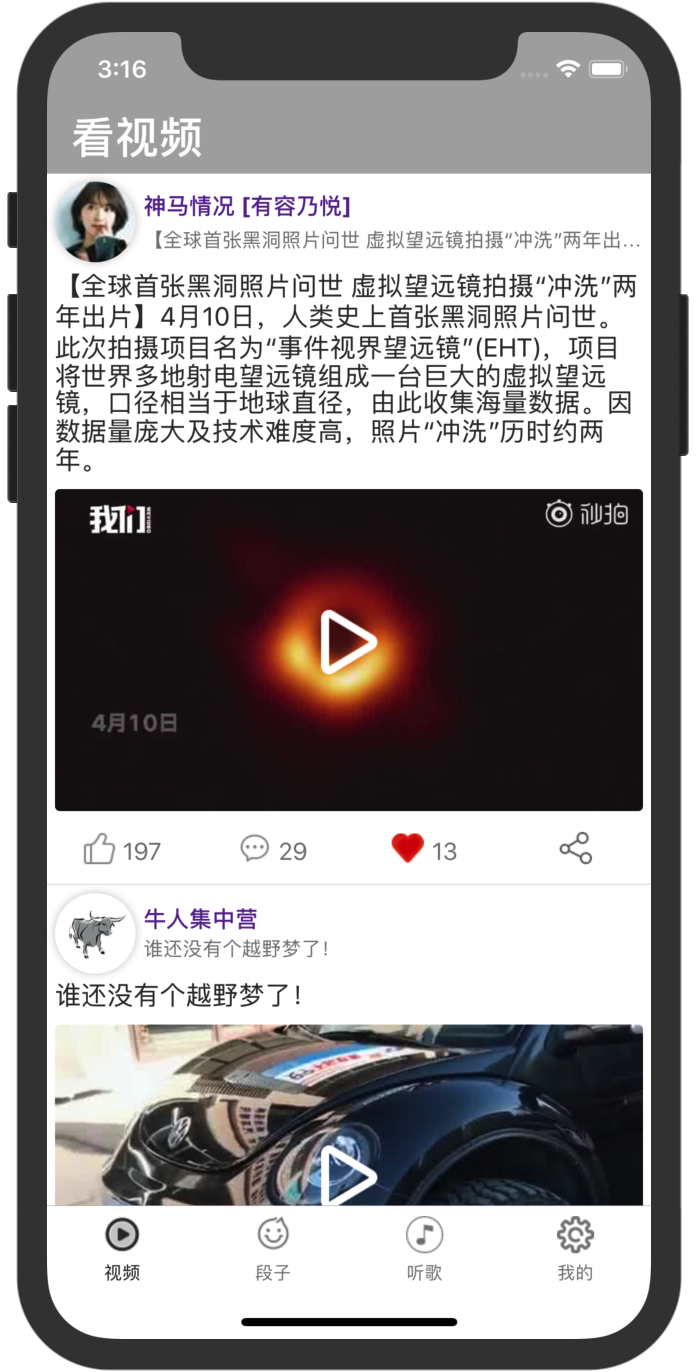 3:16
看视频
神马情况 [有容乃悦]
【全球首张黑洞照片问世 虚拟望远镜拍摄“冲洗”两年出...
【全球首张黑洞照片问世 虚拟望远镜拍摄“冲洗”两
年出片】4月10日，人类史上首张黑洞照片问世。
此次拍摄项目名为“事件视界望远镜”(EHT)，项目
将世界多地射电望远镜组成一台巨大的虚拟望远
镜，口径相当于地球直径，由此收集海量数据。因
数据量庞大及技术难度高，照片“冲洗”历时约两
年。
我们
秒拍
4月10日
197
29
13
牛人集中营
谁还没有个越野梦了！
谁还没有个越野梦了！
视频
段子
听歌
我的